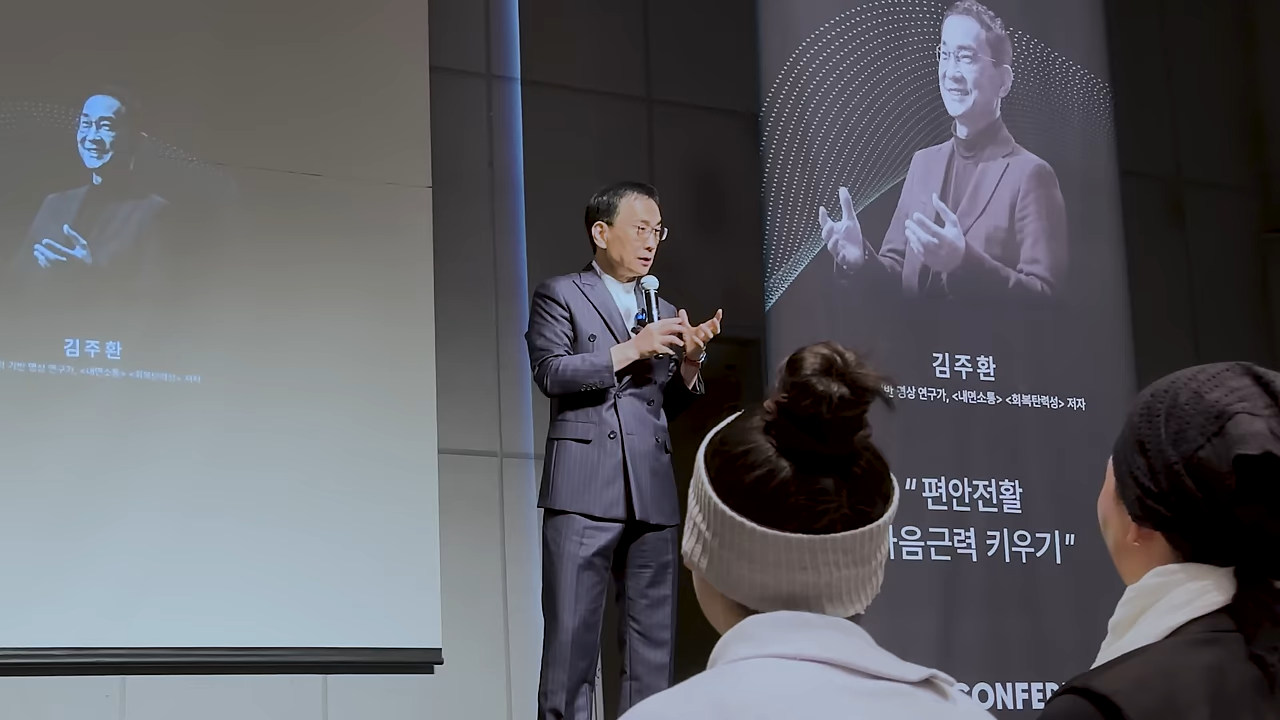 김주환
기반 명상 연구가, <내면소통> <회복탄력성> 저자
김주환
명상 연구가, <내면소통> <회복탄력성> 저자
"편안전활
마음근력 키우기"
CONFER